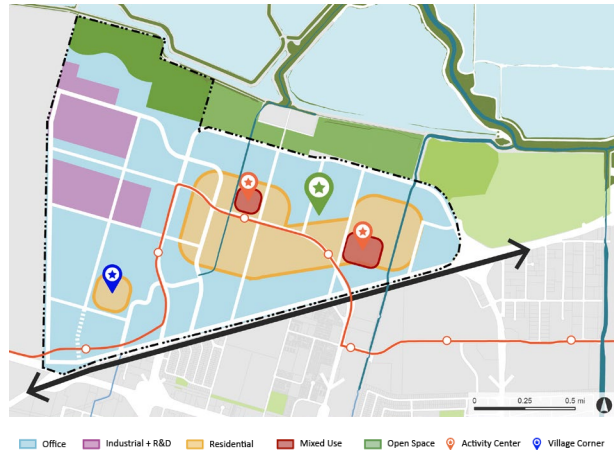 0 0.25 0.5 mi
Office Industrial + R&D Residential Mixed Use Open Space Activity Center Village Corner